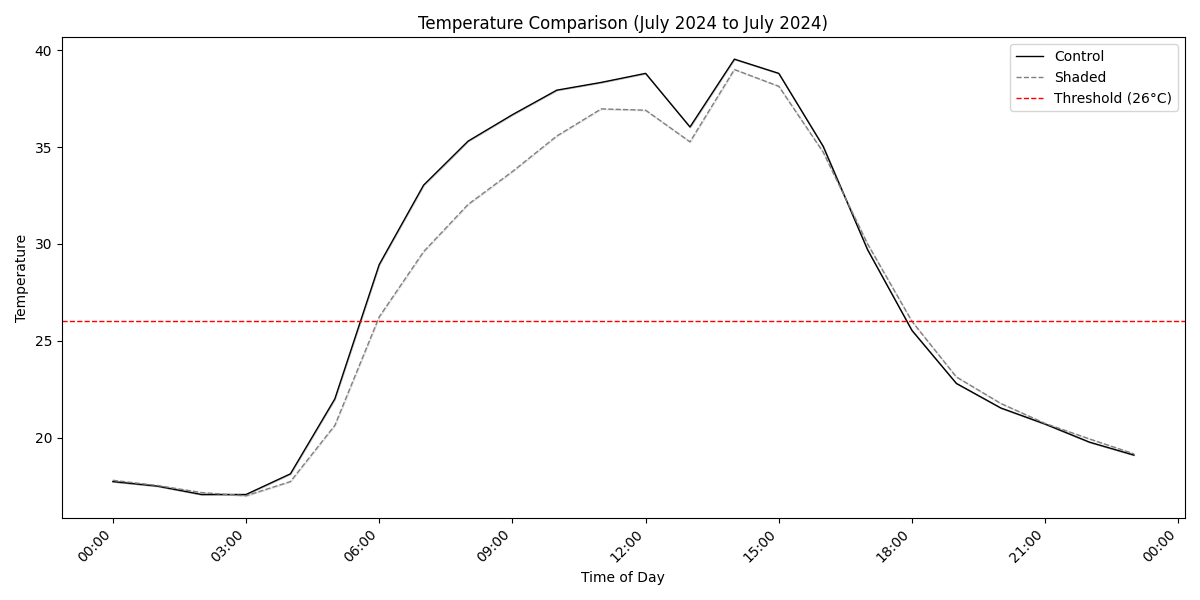 Temperature Comparison (July 2024 to July 2024)
Control
Shaded
Threshold (26°C)
40
35
30
25
20
Temperature
00:00
03:00
06:00
09:00
12:00
15:00
18:00
21:00
00:00
Time of Day